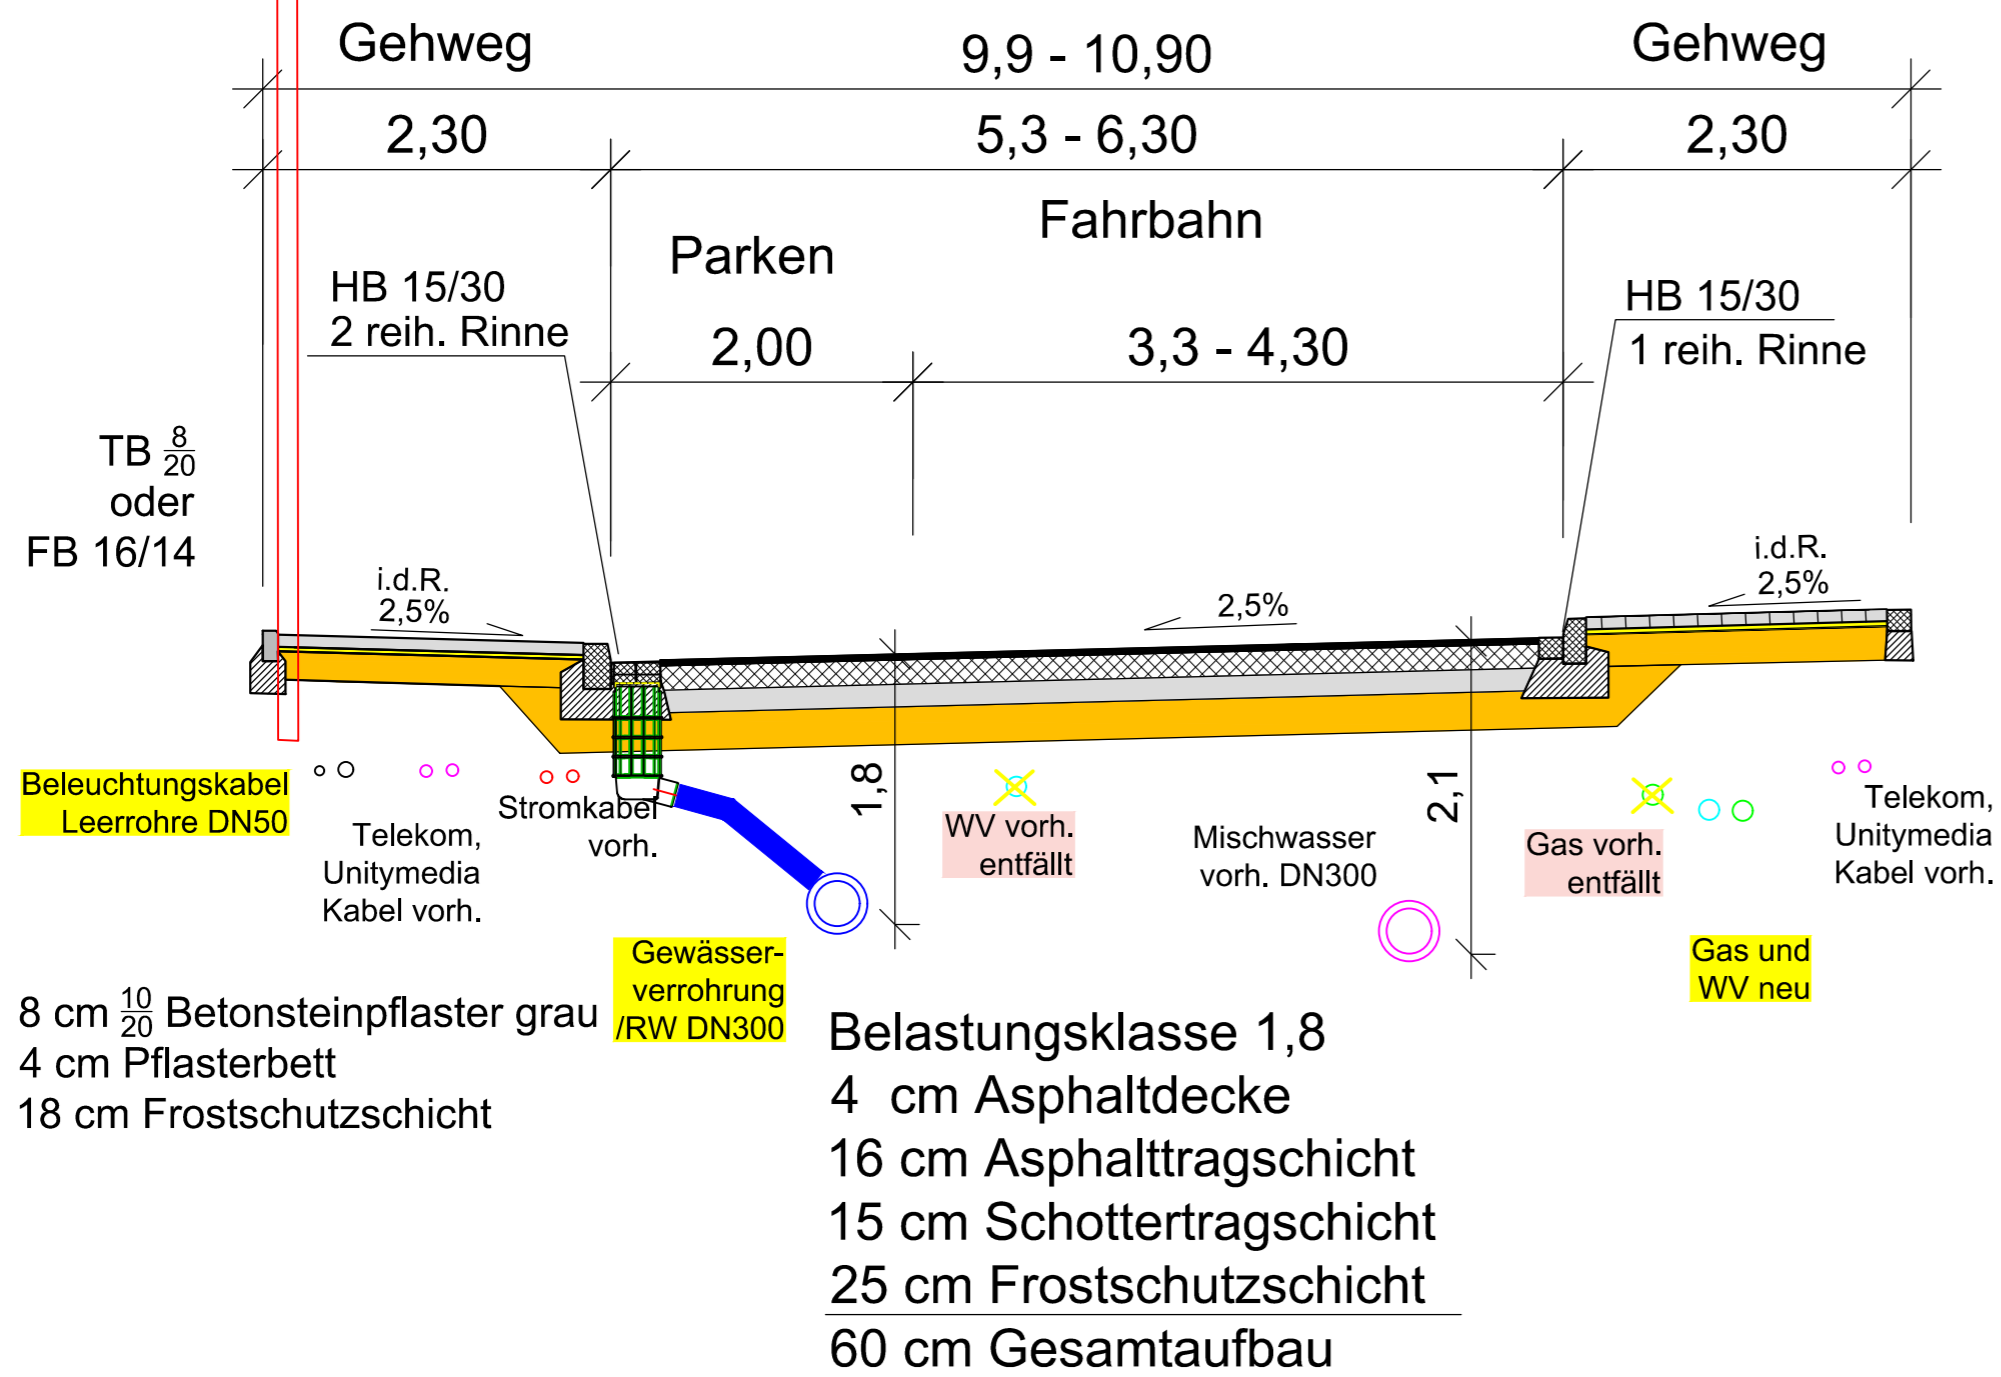 Gehweg
9,9 - 10,90
Gehweg
2,30
5,3 - 6,30
2,30
Fahrbahn
Parken
HB 15/30
2 reih. Rinne
HB 15/30
1 reih. Rinne
2,00
3,3 - 4,30
TB 8/20
oder
FB 16/14
i.d.R.
2,5%
2,5%
i.d.R.
2,5%
Beleuchtungskabel
Leerrohre DN50
Telekom,
Unitymedia
Kabel vorh.
Stromkabel
vorh.
1,8
WV vorh.
entfällt
Mischwasser
vorh. DN300
2,1
Gas vorh.
entfällt
Telekom,
Unitymedia
Kabel vorh.
Gewässer-
verrohrung
/RW DN300
Gas und
WV neu
8 cm 10/20 Betonsteinpflaster grau
4 cm Pflasterbett
18 cm Frostschutzschicht
Belastungsklasse 1,8
4 cm Asphaltdecke
16 cm Asphalttragschicht
15 cm Schottertragschicht
25 cm Frostschutzschicht
60 cm Gesamtaufbau